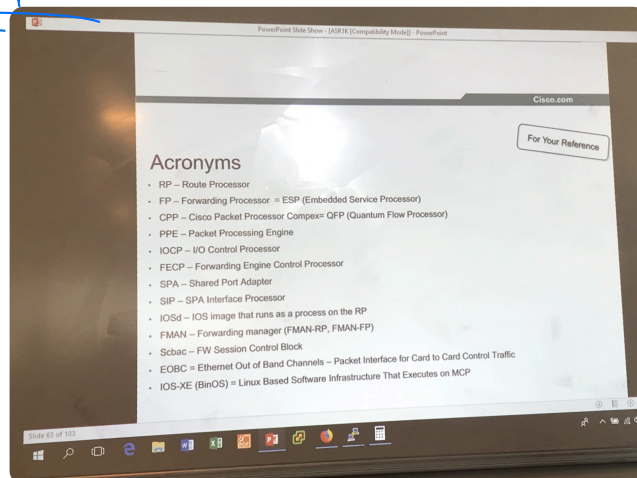 PowerPoint Slide Show - [ASR1K [Compatibility Mode]] - PowerPoint
Cisco.com
For Your Reference
Acronyms
• RP – Route Processor
• FP – Forwarding Processor = ESP (Embedded Service Processor)
• CPP – Cisco Packet Processor Compex= QFP (Quantum Flow Processor)
• PPE – Packet Processing Engine
• IOCP – I/O Control Processor
• FECP – Forwarding Engine Control Processor
• SPA – Shared Port Adapter
• SIP – SPA Interface Processor
• IOSd – IOS image that runs as a process on the RP
• FMAN – Forwarding manager (FMAN-RP, FMAN-FP)
• Scbac – FW Session Control Block
• EOBC = Ethernet Out of Band Channels – Packet Interface for Card to Card Control Traffic
• IOS-XE (BinOS) = Linux Based Software Infrastructure That Executes on MCP
Slide 63 of 103